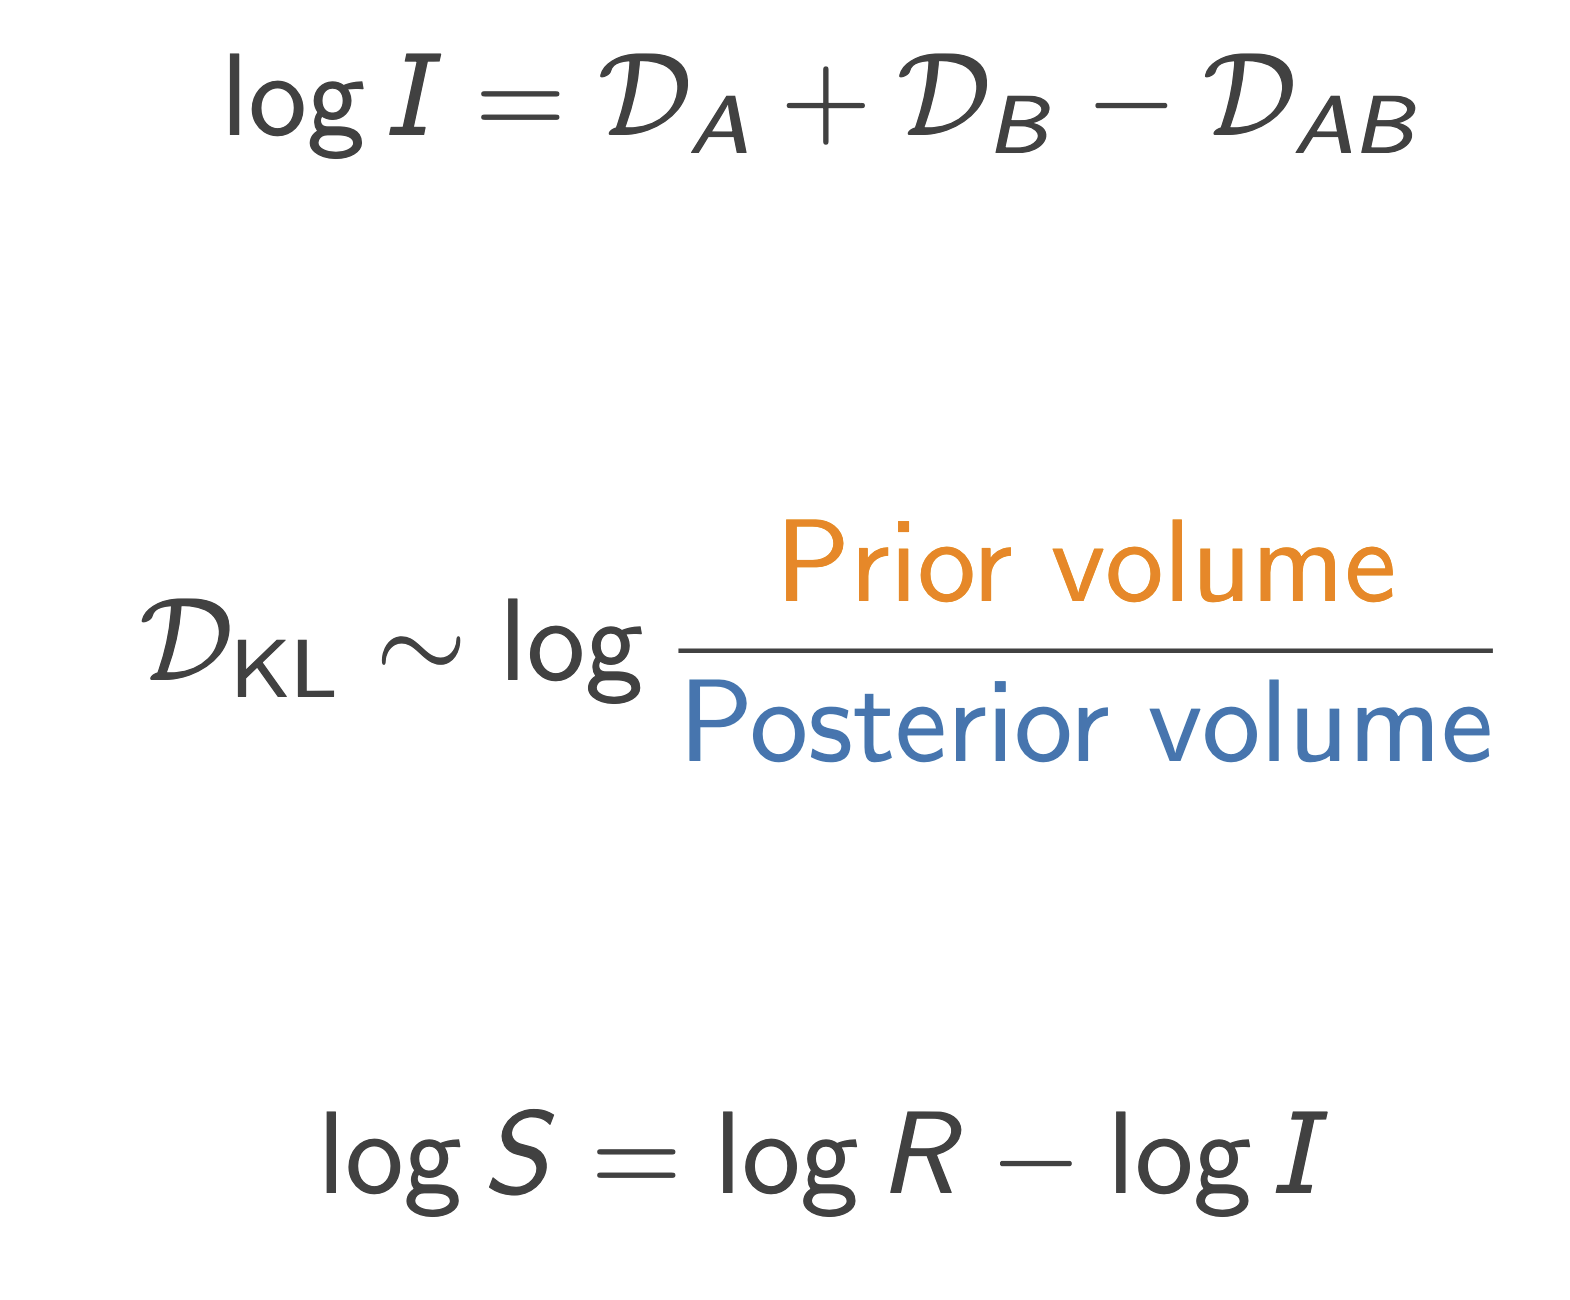 log I = 𝒟_A + 𝒟_B − 𝒟_AB
𝒟_KL ∼ log Prior volume / Posterior volume
log S = log R − log I